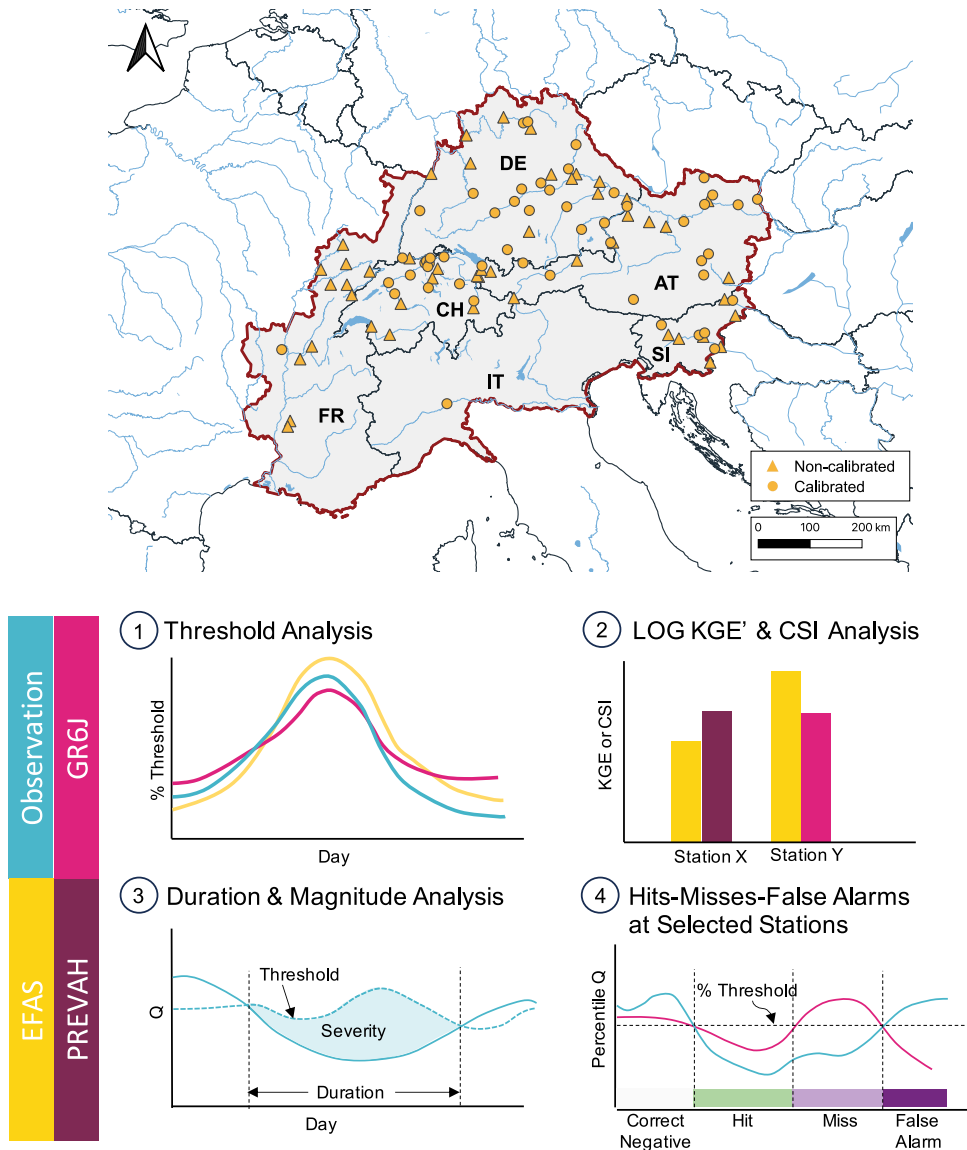 DE
AT
CH
SI
IT
FR
Non-calibrated
Calibrated
0 100 200 km
Observation
GR6J
EFAS
PREVAH
1 Threshold Analysis
% Threshold
Day
2 LOG KGE’ & CSI Analysis
KGE or CSI
Station X
Station Y
3 Duration & Magnitude Analysis
Q
Threshold
Severity
Duration
Day
4 Hits-Misses-False Alarms
at Selected Stations
Percentile Q
% Threshold
Correct
Negative
Hit
Miss
False
Alarm